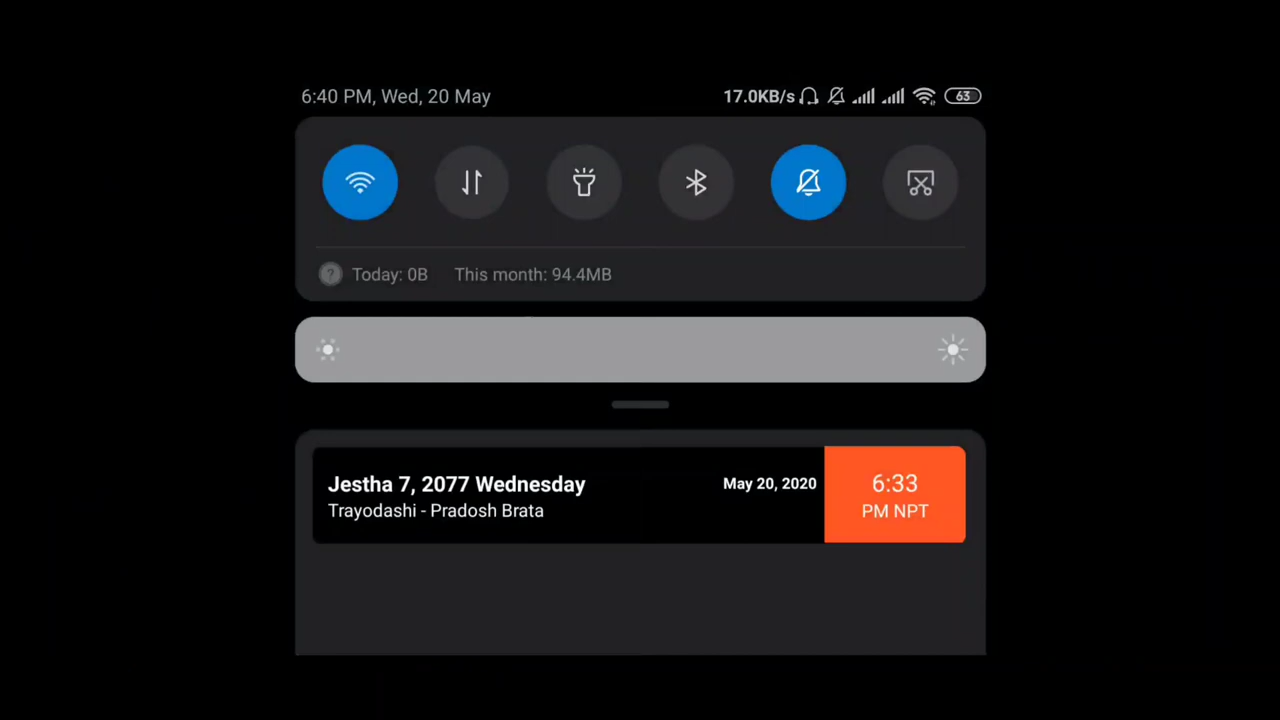 6:40 PM, Wed, 20 May 17.0KB/s 63
? Today: 0B This month: 94.4MB
Jestha 7, 2077 Wednesday May 20, 2020 6:33
Trayodashi - Pradosh Brata PM NPT